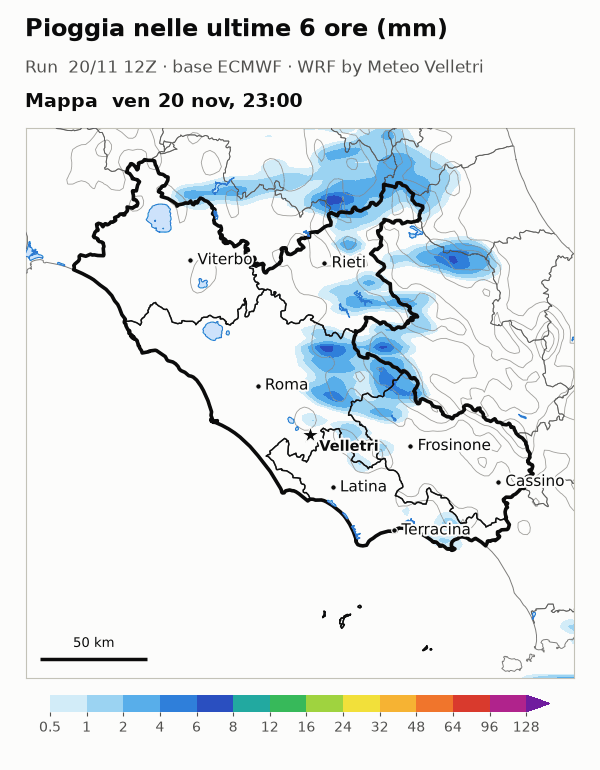 Pioggia nelle ultime 6 ore (mm)
Run  20/11 12Z · base ECMWF · WRF by Meteo Velletri
Mappa  ven 20 nov, 23:00
Viterbo
Rieti
Roma
Velletri
Frosinone
Cassino
Latina
Terracina
50 km
0.5 1 2 4 6 8 12 16 24 32 48 64 96 128